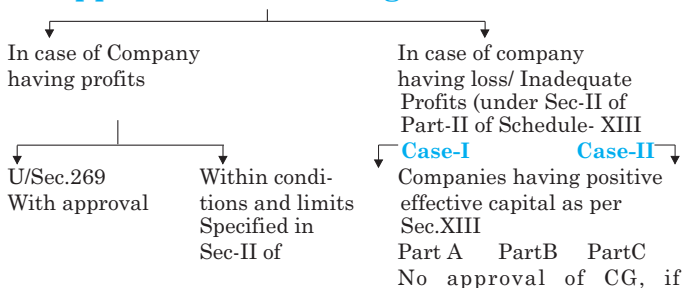 In case of Company
having profits
In case of company
having loss/ Inadequate
Profits (under Sec-II of
Part-II of Schedule- XIII
Case-I Case-II
U/Sec.269
With approval
Within condi-
tions and limits
Specified in
Sec-II of
Companies having positive
effective capital as per
Sec.XIII
Part A PartB PartC
No approval of CG, if